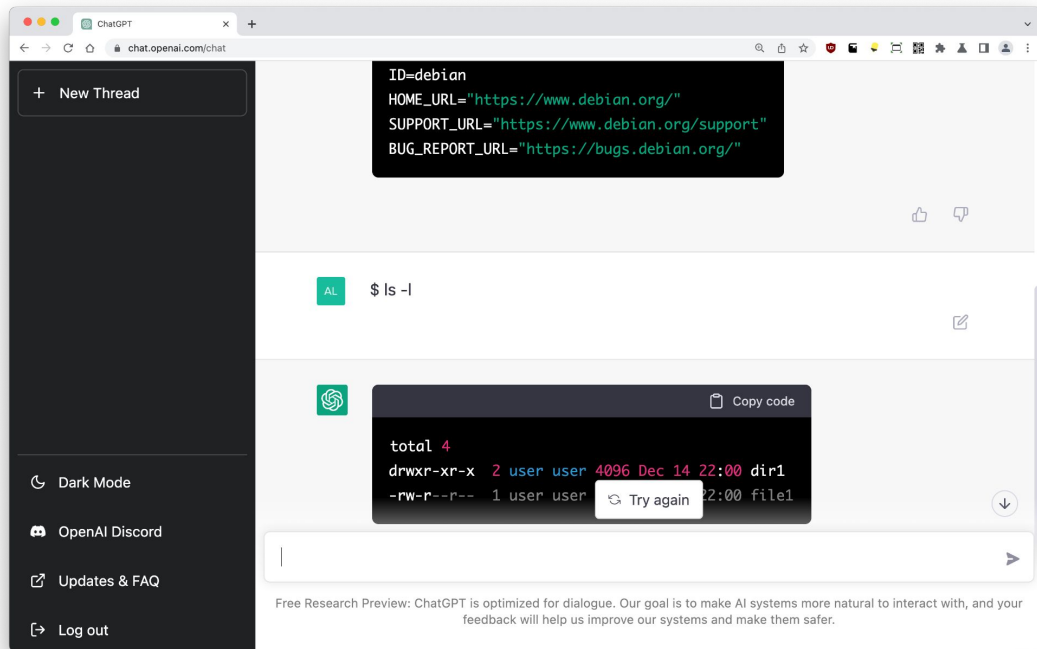 ChatGPT
chat.openai.com/chat
New Thread
Dark Mode
OpenAI Discord
Updates & FAQ
Log out
ID=debian
HOME_URL="https://www.debian.org/"
SUPPORT_URL="https://www.debian.org/support"
BUG_REPORT_URL="https://bugs.debian.org/"
AL
$ ls -l
Copy code
total 4
drwxr-xr-x 2 user user 4096 Dec 14 22:00 dir1
-rw-r--r-- 1 user user 22:00 file1
Try again
Free Research Preview: ChatGPT is optimized for dialogue. Our goal is to make AI systems more natural to interact with, and your
feedback will help us improve our systems and make them safer.